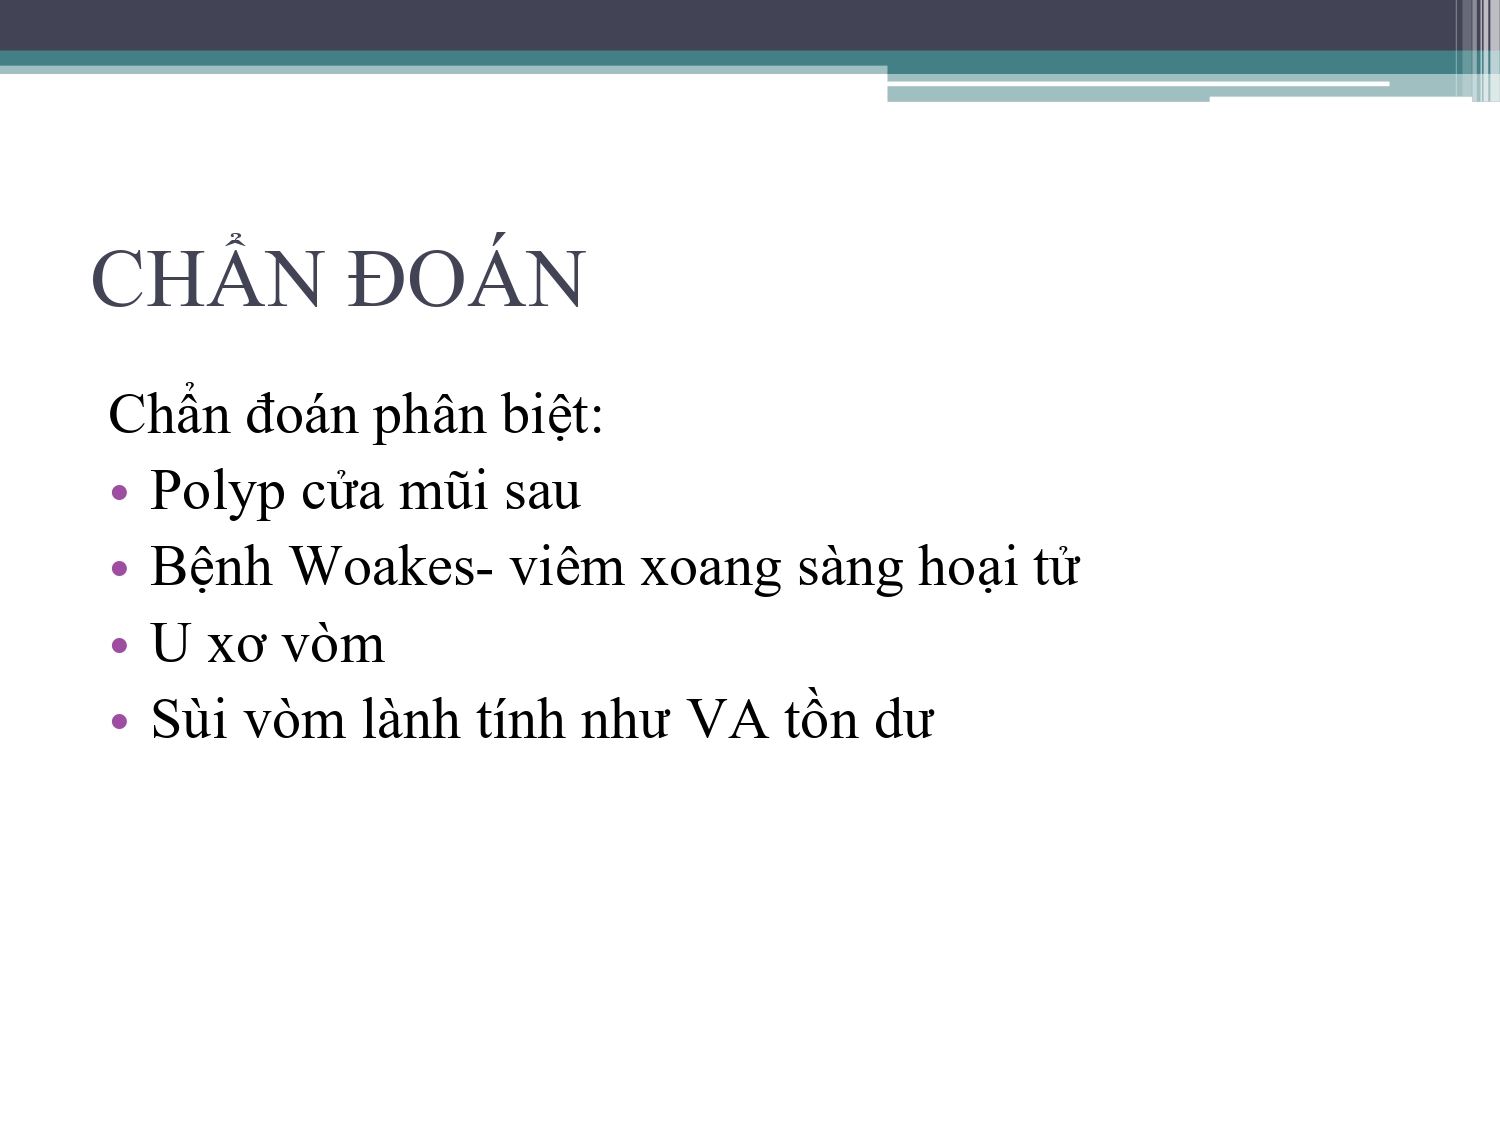 CHẨN ĐOÁN
Chẩn đoán phân biệt:
• Polyp cửa mũi sau
• Bệnh Woakes- viêm xoang sàng hoại tử
• U xơ vòm
• Sùi vòm lành tính như VA tồn dư